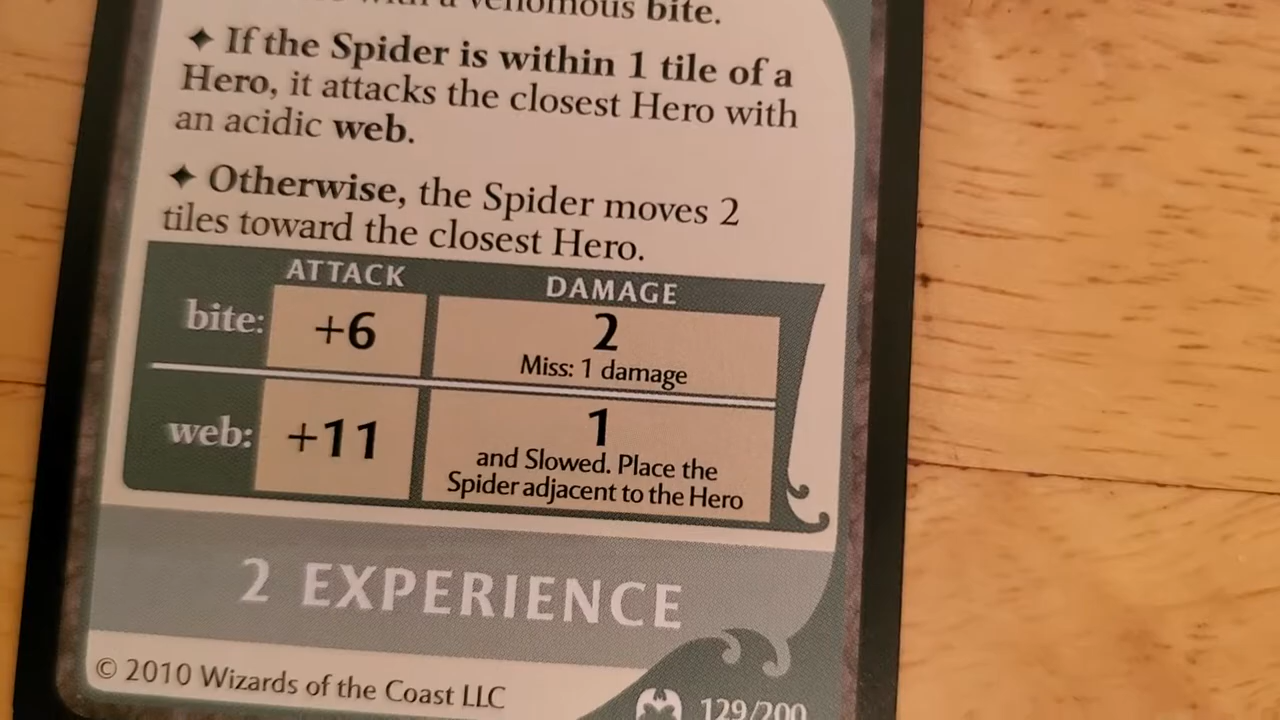 with a venomous bite.
✦ If the Spider is within 1 tile of a
Hero, it attacks the closest Hero with
an acidic web.
✦ Otherwise, the Spider moves 2
tiles toward the closest Hero.
ATTACK DAMAGE
bite: +6 2
Miss: 1 damage
web: +11 1
and Slowed. Place the
Spider adjacent to the Hero
2 EXPERIENCE
© 2010 Wizards of the Coast LLC
129/200